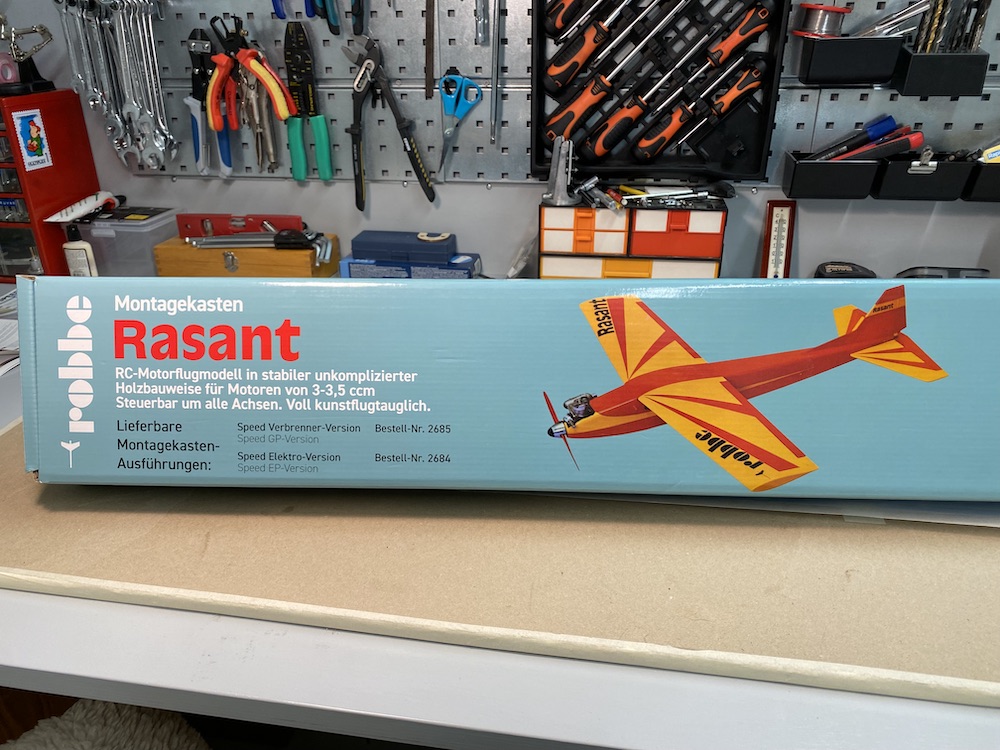 robbe
Montagekasten
Rasant
RC-Motorflugmodell in stabiler unkomplizierter
Holzbauweise für Motoren von 3-3,5 ccm
Steuerbar um alle Achsen. Voll kunstflugtauglich.
Lieferbare
Montagekasten-
Ausführungen:
Speed Verbrenner-Version Bestell-Nr. 2685
Speed GP-Version
Speed Elektro-Version Bestell-Nr. 2684
Speed EP-Version
Rasant
Rasant
robbe